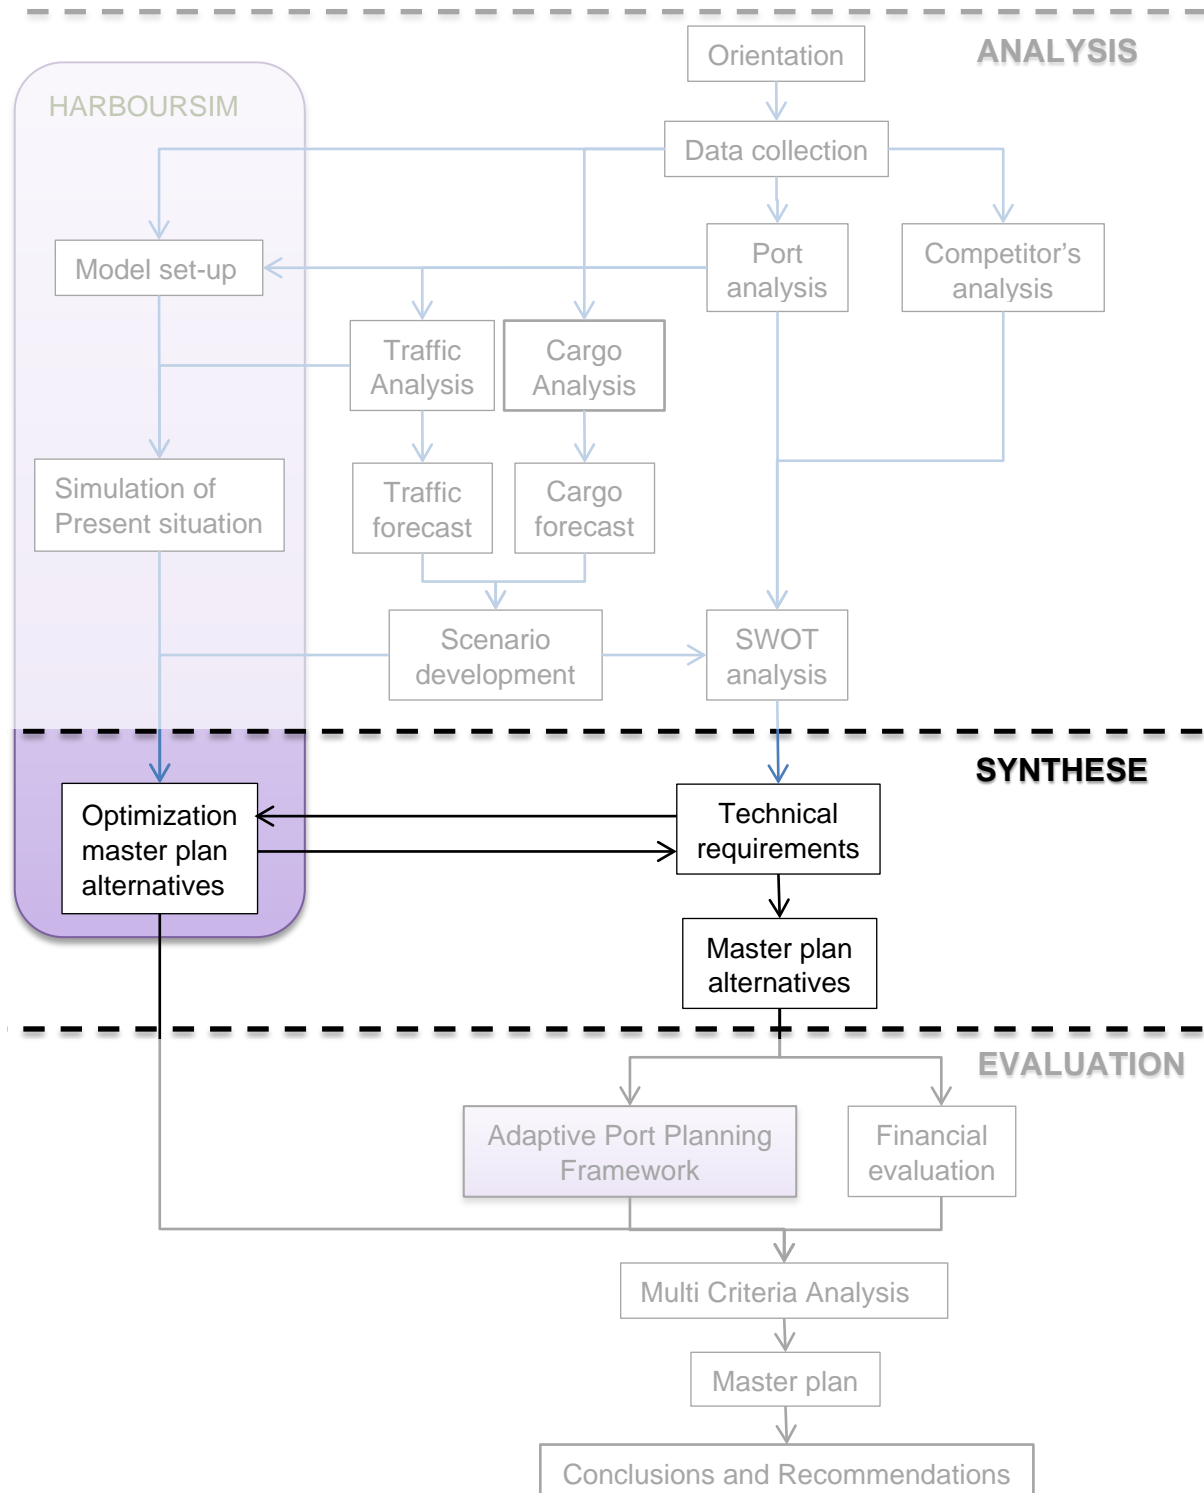 Orientation
ANALYSIS
HARBOURSIM
Data collection
Model set-up
Port
analysis
Competitor's
analysis
Traffic
Analysis
Cargo
Analysis
Simulation of
Present situation
Traffic
forecast
Cargo
forecast
Scenario
development
SWOT
analysis
SYNTHESE
Optimization
master plan
alternatives
Technical
requirements
Master plan
alternatives
EVALUATION
Adaptive Port Planning
Framework
Financial
evaluation
Multi Criteria Analysis
Master plan
Conclusions and Recommendations